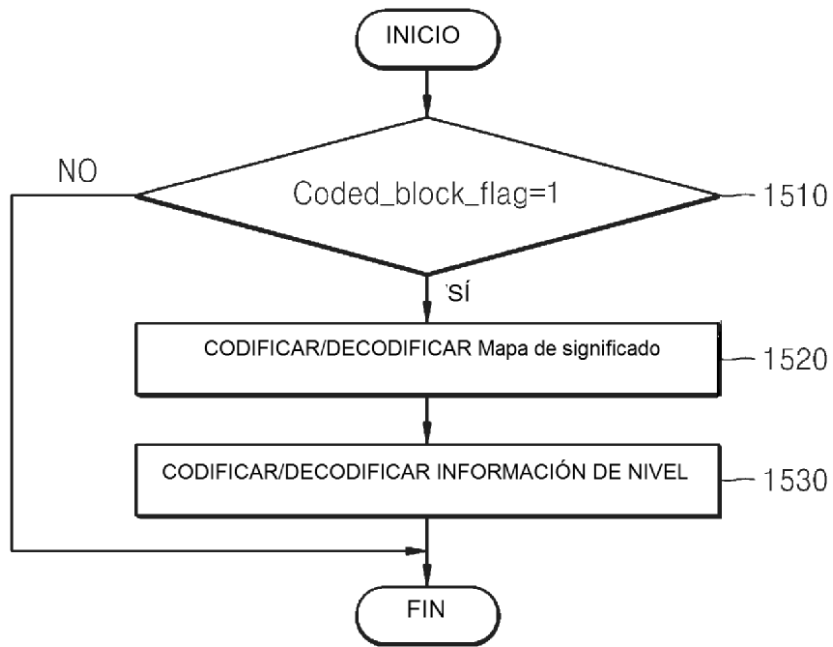 INICIO
NO
Coded_block_flag=1
1510
SÍ
CODIFICAR/DECODIFICAR Mapa de significado
1520
CODIFICAR/DECODIFICAR INFORMACIÓN DE NIVEL
1530
FIN